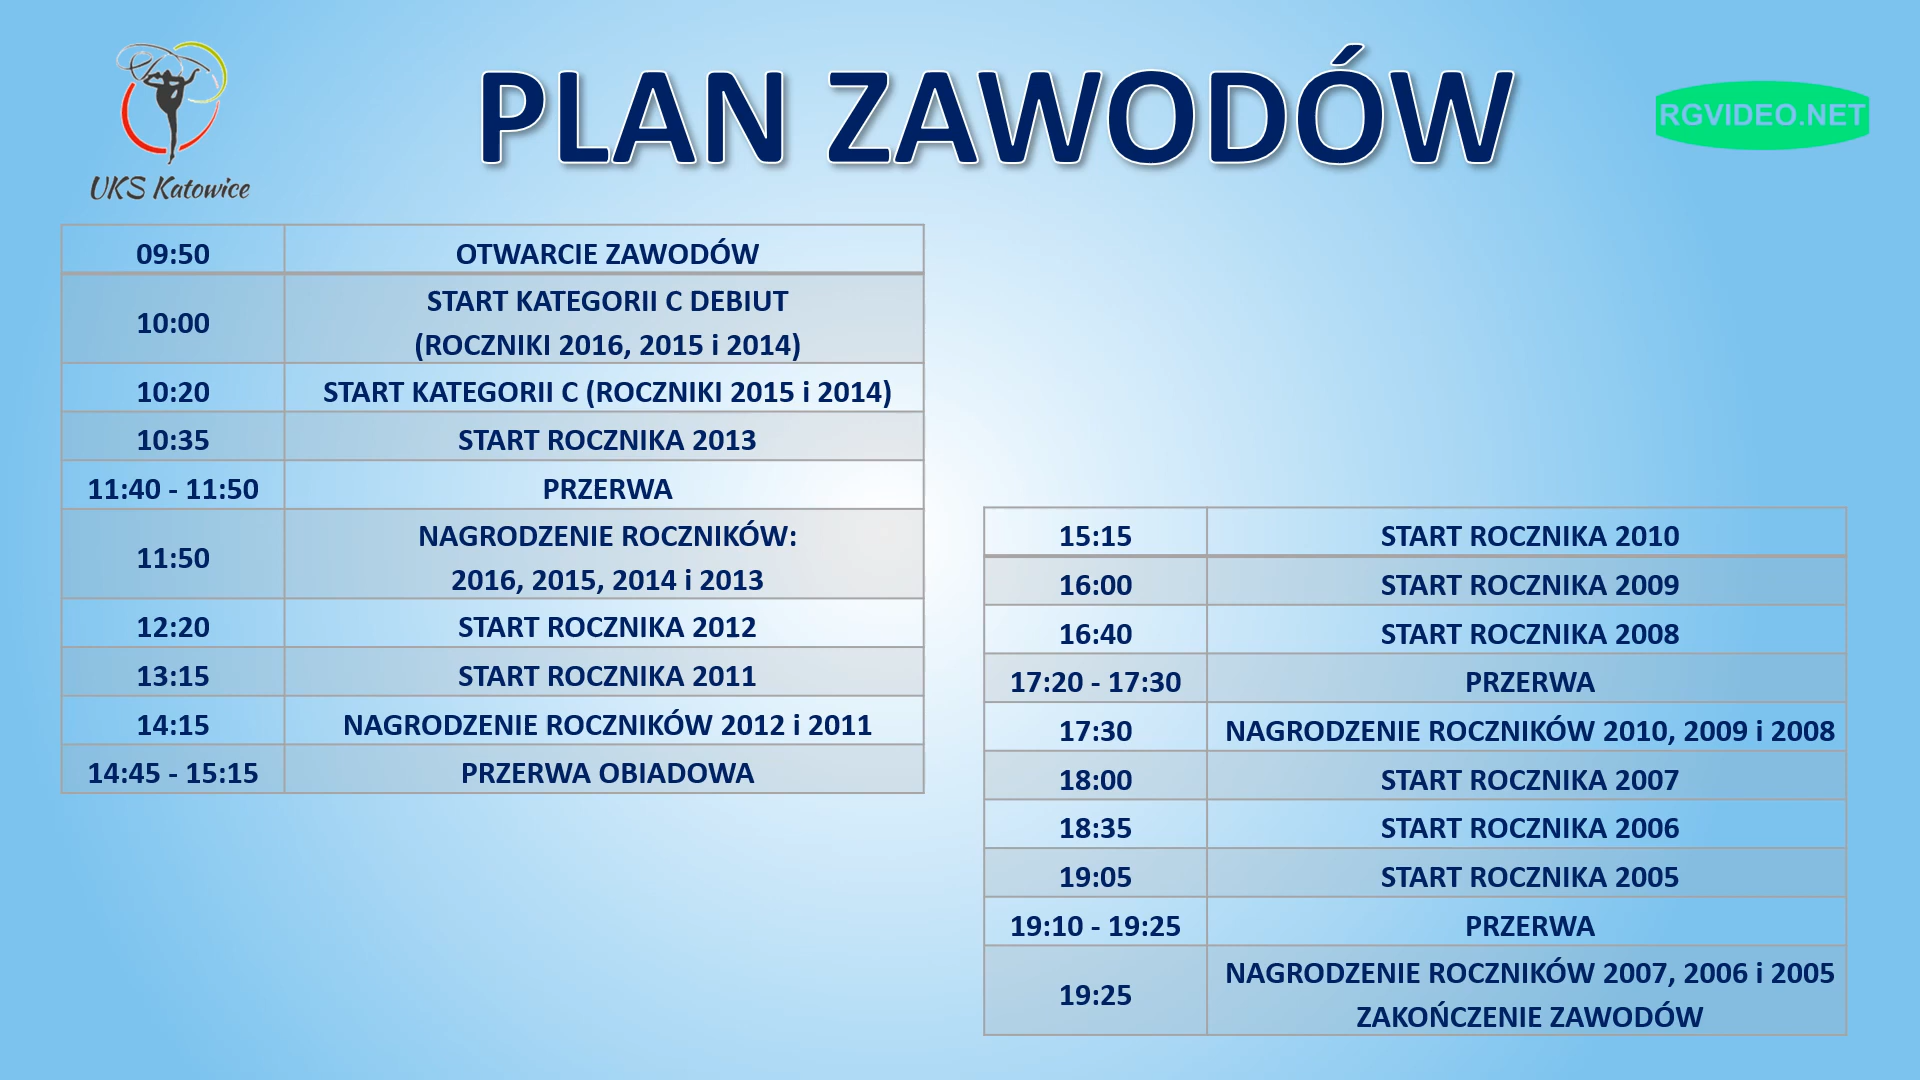 UKS Katowice
PLAN ZAWODÓW
RGVIDEO.NET
09:50 OTWARCIE ZAWODÓW
10:00 START KATEGORII C DEBIUT
(ROCZNIKI 2016, 2015 i 2014)
10:20 START KATEGORII C (ROCZNIKI 2015 i 2014)
10:35 START ROCZNIKA 2013
11:40 - 11:50 PRZERWA
11:50 NAGRODZENIE ROCZNIKÓW:
2016, 2015, 2014 i 2013
12:20 START ROCZNIKA 2012
13:15 START ROCZNIKA 2011
14:15 NAGRODZENIE ROCZNIKÓW 2012 i 2011
14:45 - 15:15 PRZERWA OBIADOWA
15:15 START ROCZNIKA 2010
16:00 START ROCZNIKA 2009
16:40 START ROCZNIKA 2008
17:20 - 17:30 PRZERWA
17:30 NAGRODZENIE ROCZNIKÓW 2010, 2009 i 2008
18:00 START ROCZNIKA 2007
18:35 START ROCZNIKA 2006
19:05 START ROCZNIKA 2005
19:10 - 19:25 PRZERWA
19:25 NAGRODZENIE ROCZNIKÓW 2007, 2006 i 2005
ZAKOŃCZENIE ZAWODÓW